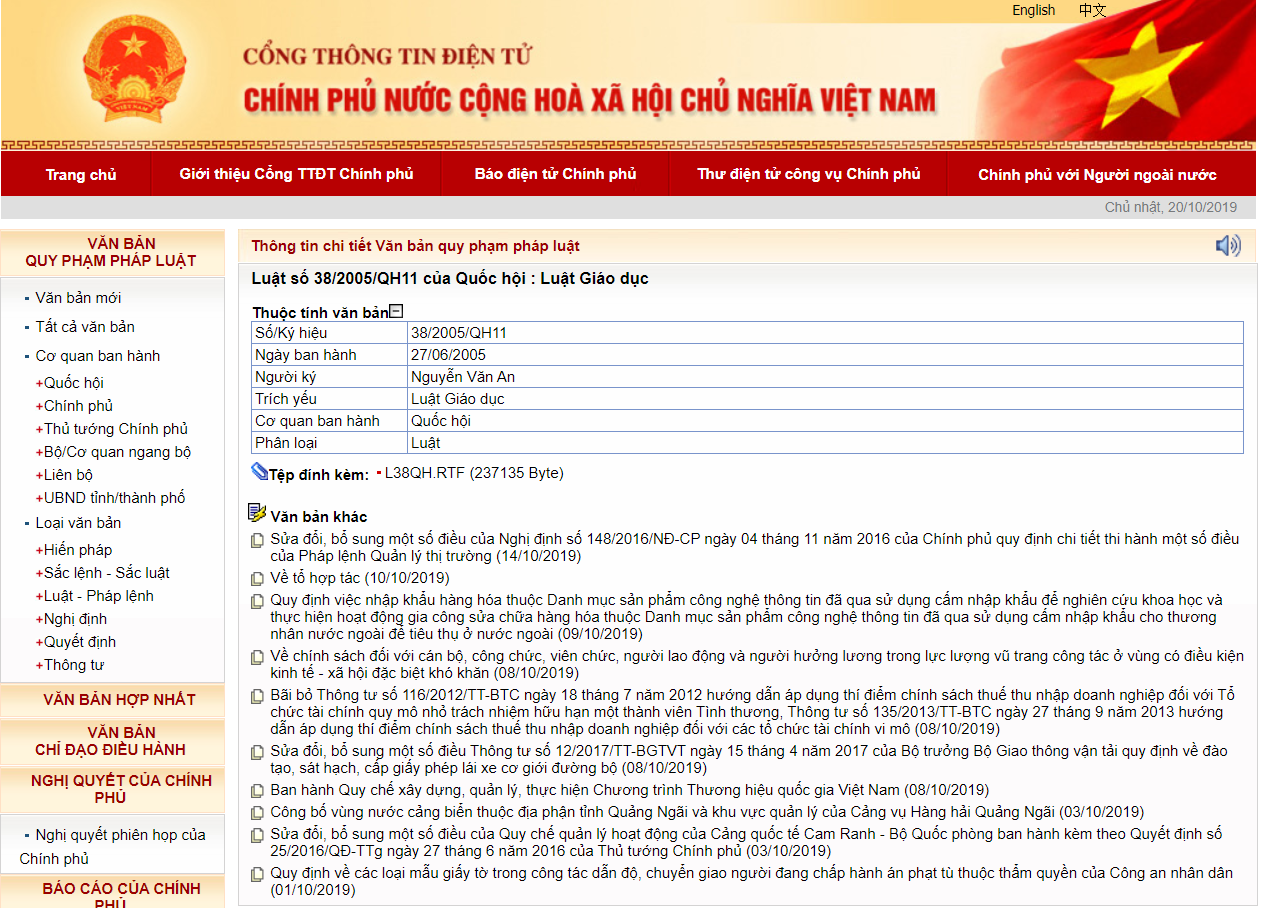 English 中文
CỔNG THÔNG TIN ĐIỆN TỬ
CHÍNH PHỦ NƯỚC CỘNG HOÀ XÃ HỘI CHỦ NGHĨA VIỆT NAM
VIỆT NAM
Trang chủ Giới thiệu Cổng TTĐT Chính phủ Báo điện tử Chính phủ Thư điện tử công vụ Chính phủ Chính phủ với Người ngoài nước
Chủ nhật, 20/10/2019
VĂN BẢN
QUY PHẠM PHÁP LUẬT
Văn bản mới
Tất cả văn bản
Cơ quan ban hành
+Quốc hội
+Chính phủ
+Thủ tướng Chính phủ
+Bộ/Cơ quan ngang bộ
+Liên bộ
+UBND tỉnh/thành phố
Loại văn bản
+Hiến pháp
+Sắc lệnh - Sắc luật
+Luật - Pháp lệnh
+Nghị định
+Quyết định
+Thông tư
VĂN BẢN HỢP NHẤT
VĂN BẢN
CHỈ ĐẠO ĐIỀU HÀNH
NGHỊ QUYẾT CỦA CHÍNH
PHỦ
Nghị quyết phiên họp của
Chính phủ
BÁO CÁO CỦA CHÍNH
PHỦ
Thông tin chi tiết Văn bản quy phạm pháp luật
Luật số 38/2005/QH11 của Quốc hội : Luật Giáo dục
Thuộc tính văn bản
Số/Ký hiệu 38/2005/QH11
Ngày ban hành 27/06/2005
Người ký Nguyễn Văn An
Trích yếu Luật Giáo dục
Cơ quan ban hành Quốc hội
Phân loại Luật
Tệp đính kèm: L38QH.RTF (237135 Byte)
Văn bản khác
Sửa đổi, bổ sung một số điều của Nghị định số 148/2016/NĐ-CP ngày 04 tháng 11 năm 2016 của Chính phủ quy định chi tiết thi hành một số điều
của Pháp lệnh Quản lý thị trường (14/10/2019)
Về tổ hợp tác (10/10/2019)
Quy định việc nhập khẩu hàng hóa thuộc Danh mục sản phẩm công nghệ thông tin đã qua sử dụng cấm nhập khẩu để nghiên cứu khoa học và
thực hiện hoạt động gia công sửa chữa hàng hóa thuộc Danh mục sản phẩm công nghệ thông tin đã qua sử dụng cấm nhập khẩu cho thương
nhân nước ngoài để tiêu thụ ở nước ngoài (09/10/2019)
Về chính sách đối với cán bộ, công chức, viên chức, người lao động và người hưởng lương trong lực lượng vũ trang công tác ở vùng có điều kiện
kinh tế - xã hội đặc biệt khó khăn (08/10/2019)
Bãi bỏ Thông tư số 116/2012/TT-BTC ngày 18 tháng 7 năm 2012 hướng dẫn áp dụng thí điểm chính sách thuế thu nhập doanh nghiệp đối với Tổ
chức tài chính quy mô nhỏ trách nhiệm hữu hạn một thành viên Tình thương, Thông tư số 135/2013/TT-BTC ngày 27 tháng 9 năm 2013 hướng
dẫn áp dụng thí điểm chính sách thuế thu nhập doanh nghiệp đối với các tổ chức tài chính vi mô (08/10/2019)
Sửa đổi, bổ sung một số điều Thông tư số 12/2017/TT-BGTVT ngày 15 tháng 4 năm 2017 của Bộ trưởng Bộ Giao thông vận tải quy định về đào
tạo, sát hạch, cấp giấy phép lái xe cơ giới đường bộ (08/10/2019)
Ban hành Quy chế xây dựng, quản lý, thực hiện Chương trình Thương hiệu quốc gia Việt Nam (08/10/2019)
Công bố vùng nước cảng biển thuộc địa phận tỉnh Quảng Ngãi và khu vực quản lý của Cảng vụ Hàng hải Quảng Ngãi (03/10/2019)
Sửa đổi, bổ sung một số điều của Quy chế quản lý hoạt động của Cảng quốc tế Cam Ranh - Bộ Quốc phòng ban hành kèm theo Quyết định số
25/2016/QĐ-TTg ngày 27 tháng 6 năm 2016 của Thủ tướng Chính phủ (03/10/2019)
Quy định về các loại mẫu giấy tờ trong công tác dẫn độ, chuyển giao người đang chấp hành án phạt tù thuộc thẩm quyền của Công an nhân dân
(01/10/2019)